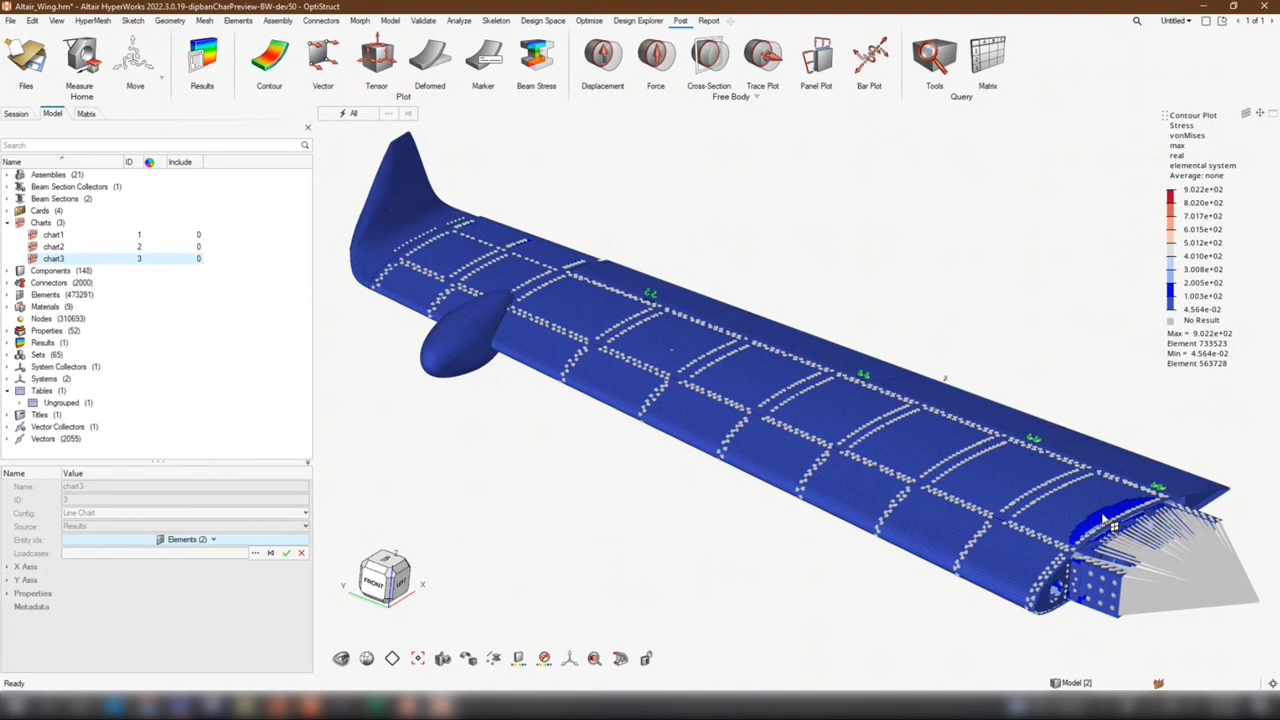 Altair_Wing.hm* - Altair HyperWorks 2022.3.0.19-dipbanCharPreview-BW-dev50 - OptiStruct
File Edit View HyperMesh Sketch Geometry Mesh Elements Assembly Connectors Morph Model Validate Analyze Skeleton Design Space Optimize Design Explorer Post Report Untitled 1 of 1
Files Measure Move Results Contour Vector Tensor Deformed Marker Beam Stress Displacement Force Cross-Section Trace Plot Panel Plot Bar Plot Tools Matrix
Home Plot Free Body Query
Session Model Matrix
All
Search
Name ID Include
Assemblies (21)
Beam Section Collectors (1)
Beam Sections (2)
Cards (4)
Charts (3)
chart1 1 0
chart2 2 0
chart3 3 0
Components (148)
Connectors (2000)
Elements (473291)
Materials (9)
Nodes (310693)
Properties (52)
Results (1)
Sets (65)
System Collectors (1)
Systems (2)
Tables (1)
Ungrouped (1)
Titles (1)
Vector Collectors (1)
Vectors (2055)
Name Value
Name: chart3
ID: 3
Config: Line Chart
Source: Results
Entity ids: Elements (2)
Loadcases:
X Axis
Y Axis
Properties
Metadata
Contour Plot
Stress
vonMises
max
real
elemental system
Average: none
9.022e+02
8.020e+02
7.017e+02
6.015e+02
5.012e+02
4.010e+02
3.008e+02
2.005e+02
1.003e+02
4.564e-02
No Result
Max = 9.022e+02
Element 733523
Min = 4.564e-02
Element 563728
X
Z
Y FRONT LEFT X
Ready Model [2]